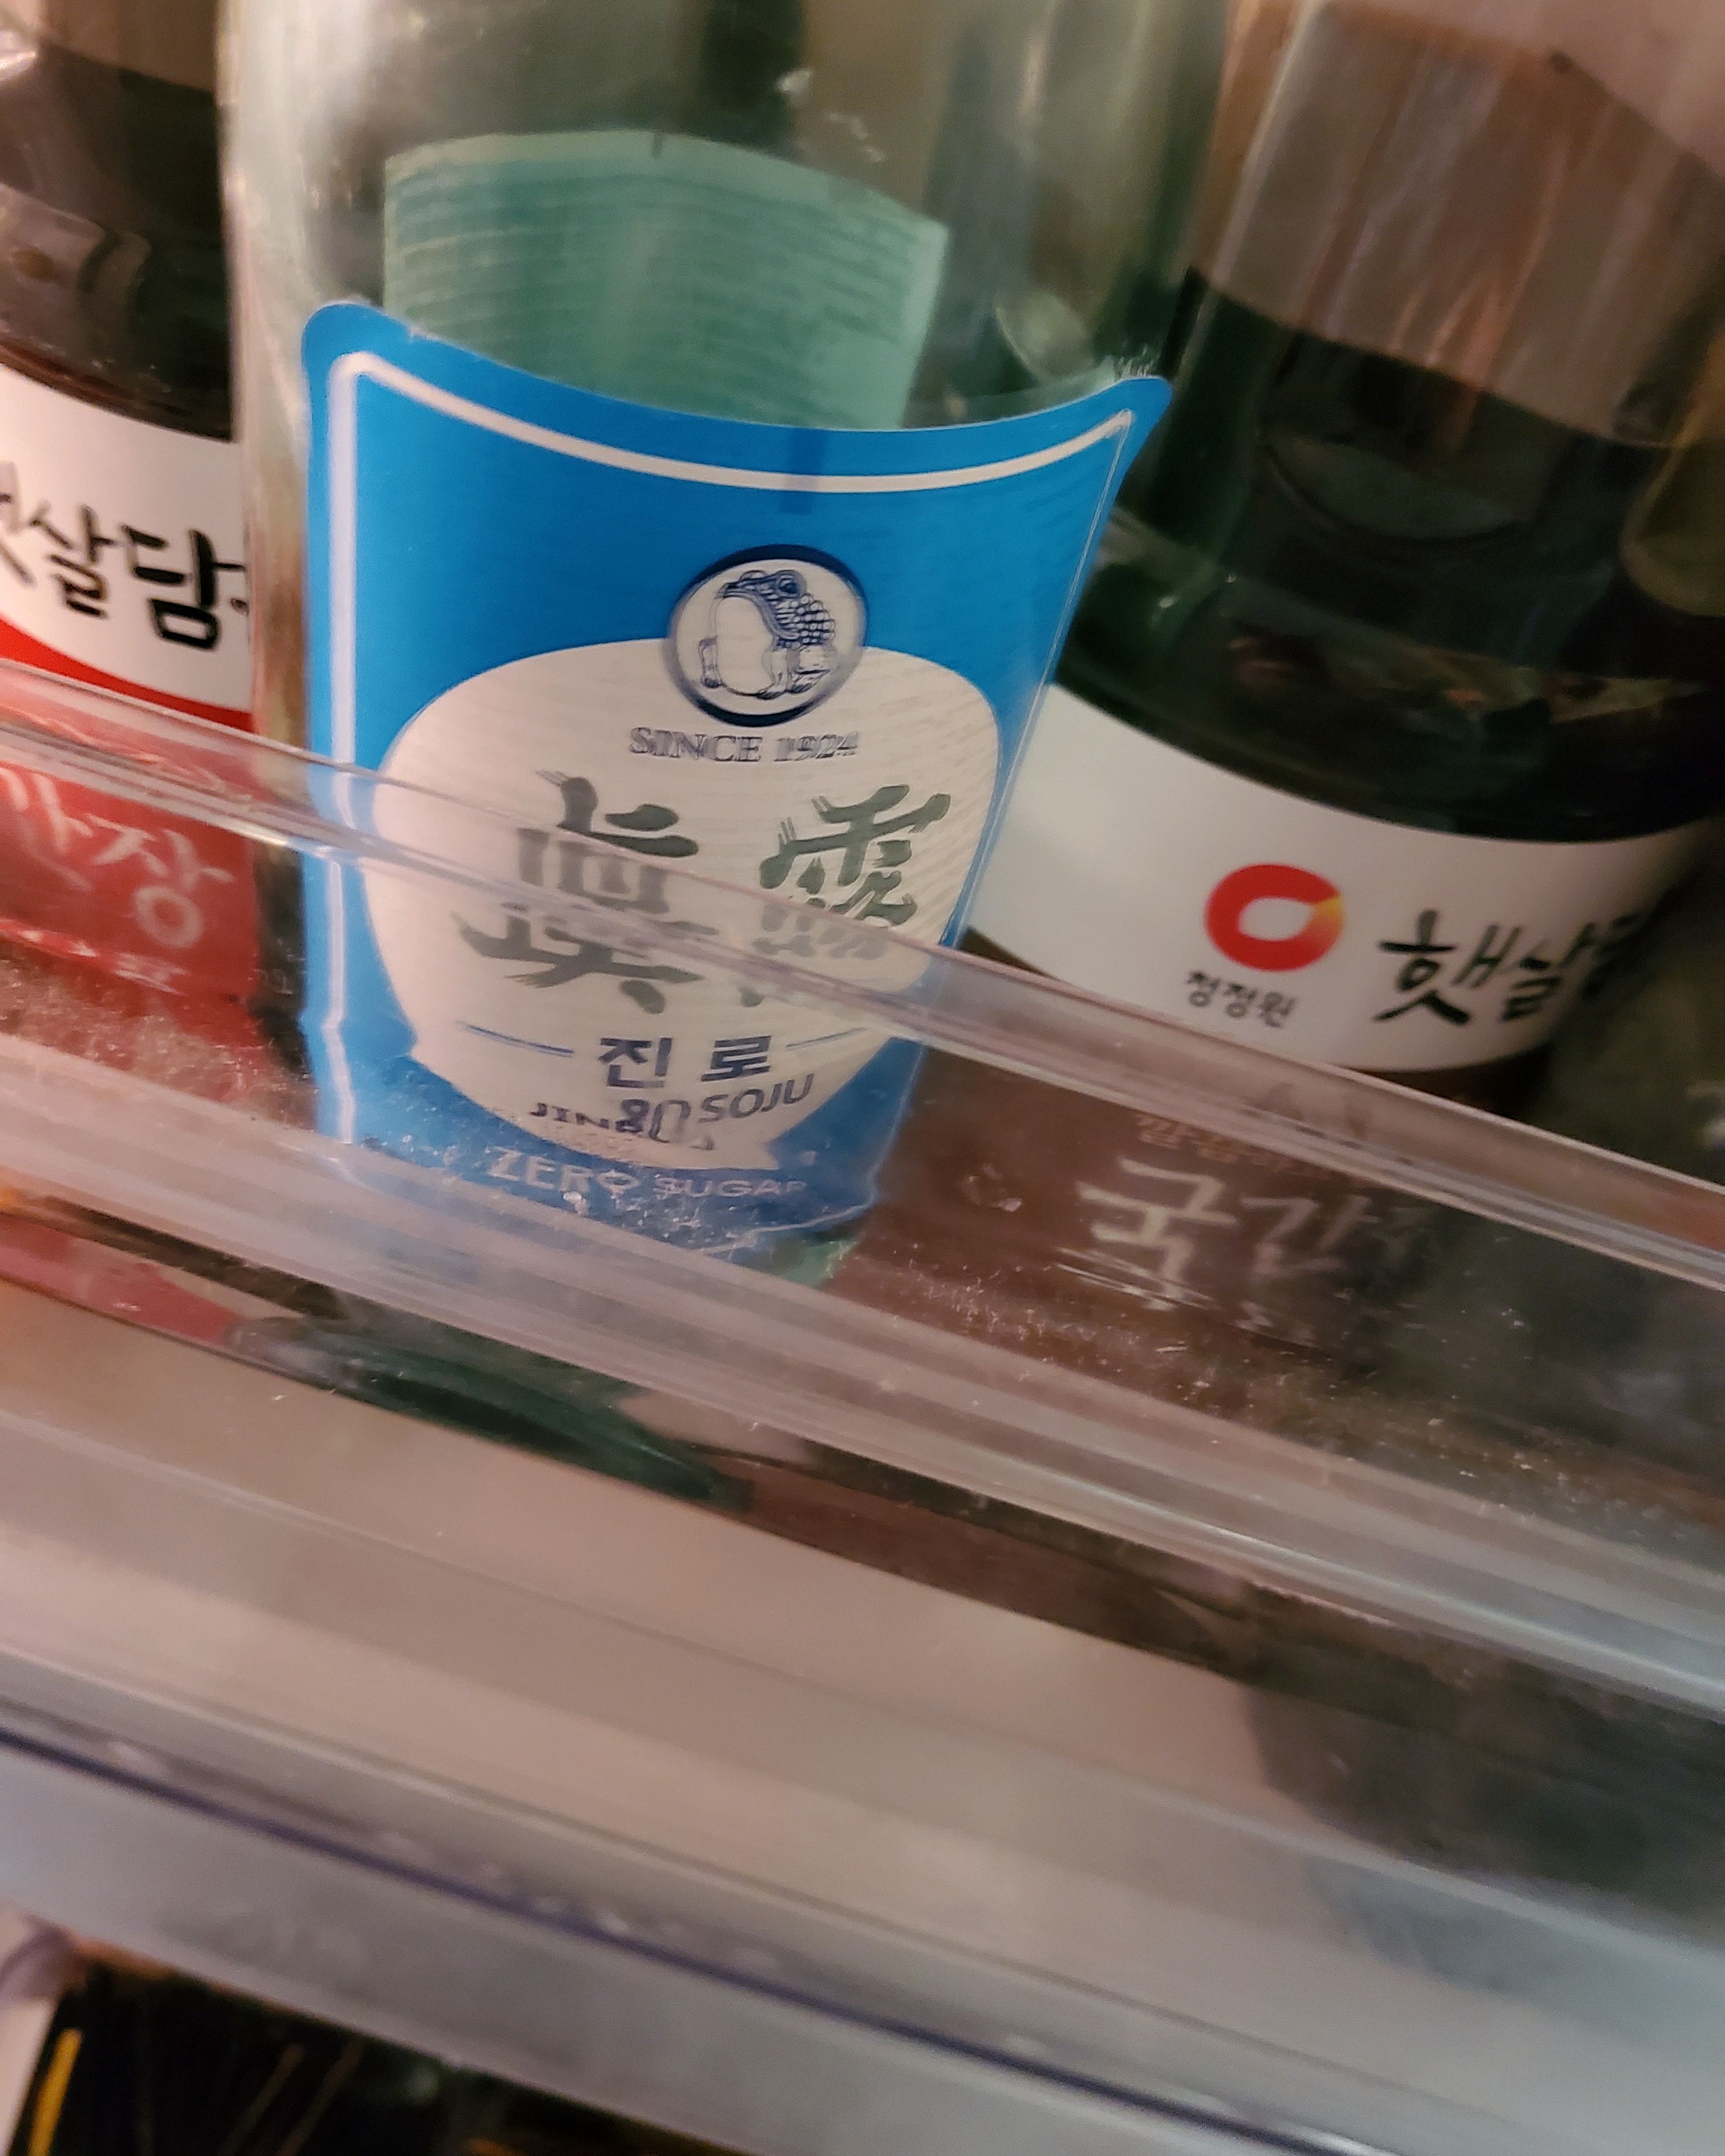 햇살담
간장
SINCE 1924
眞露
진로
SOJU
ZERO SUGAR
청정원
햇살담
국간